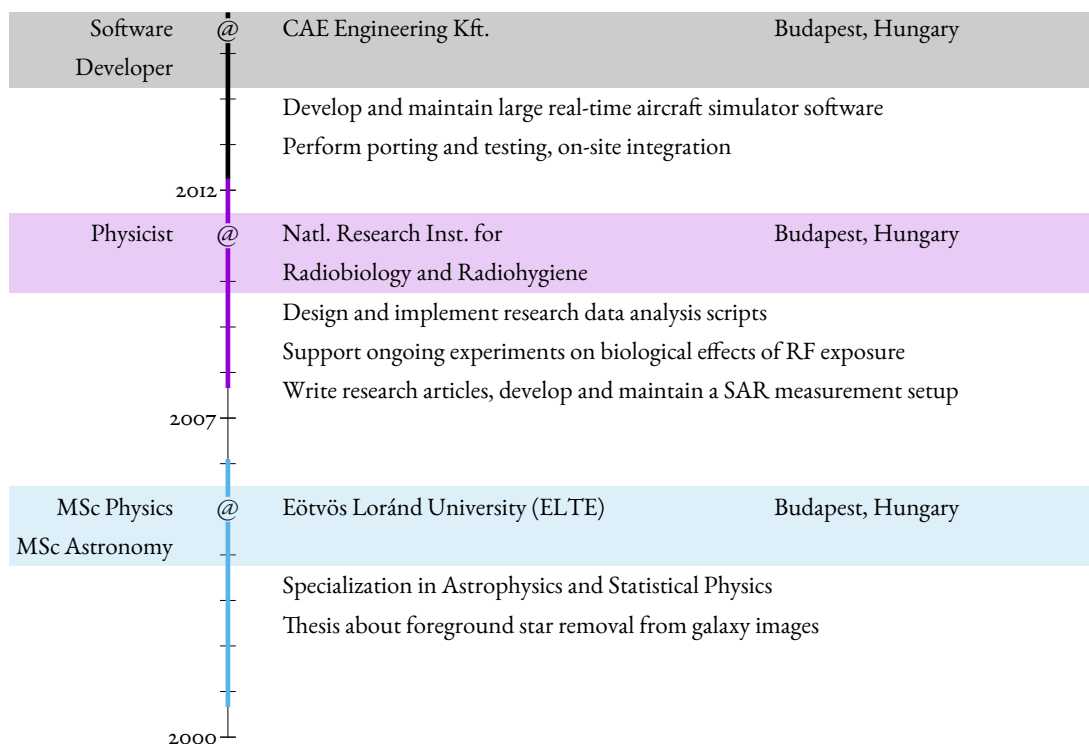 Software @ CAE Engineering Kft. Budapest, Hungary
Developer
Develop and maintain large real-time aircraft simulator software
Perform porting and testing, on-site integration
2012
Physicist @ Natl. Research Inst. for Budapest, Hungary
Radiobiology and Radiohygiene
Design and implement research data analysis scripts
Support ongoing experiments on biological effects of RF exposure
Write research articles, develop and maintain a SAR measurement setup
2007
MSc Physics @ Eötvös Loránd University (ELTE) Budapest, Hungary
MSc Astronomy
Specialization in Astrophysics and Statistical Physics
Thesis about foreground star removal from galaxy images
2000